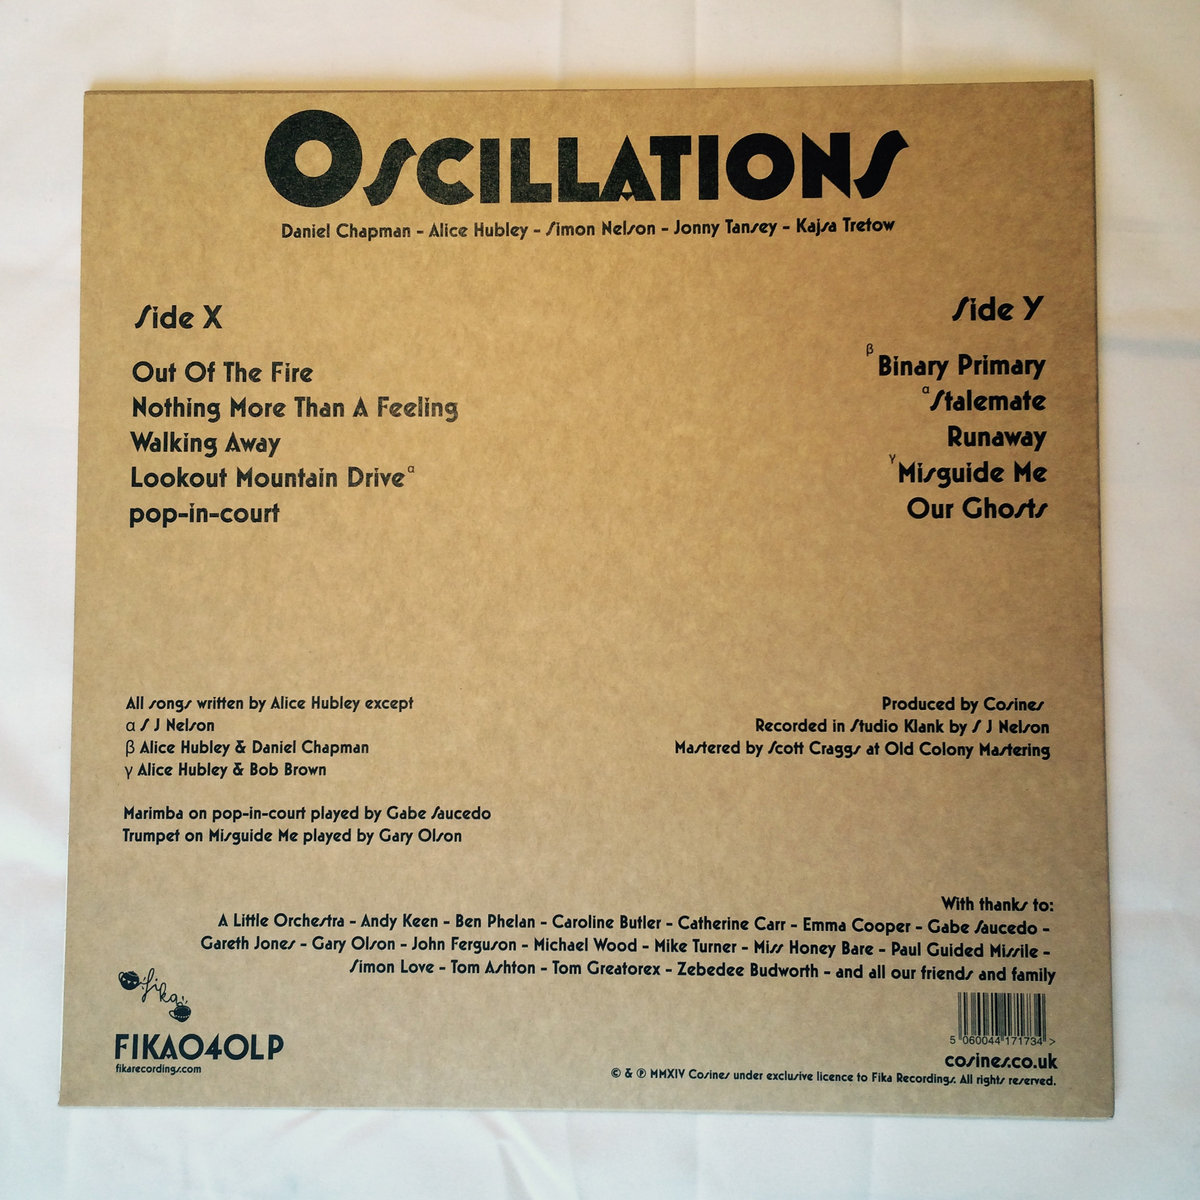 Oscillations
Daniel Chapman - Alice Hubley - Simon Nelson - Jonny Tansey - Kajsa Tretow
Side X
Out Of The Fire
Nothing More Than A Feeling
Walking Away
Lookout Mountain Drive α
pop-in-court
Side Y
β Binary Primary
α Stalemate
Runaway
γ Misguide Me
Our Ghosts
All songs written by Alice Hubley except
α S J Nelson
β Alice Hubley & Daniel Chapman
γ Alice Hubley & Bob Brown
Marimba on pop-in-court played by Gabe Saucedo
Trumpet on Misguide Me played by Gary Olson
Produced by Cosines
Recorded in Studio Klank by S J Nelson
Mastered by Scott Craggs at Old Colony Mastering
With thanks to:
A Little Orchestra - Andy Keen - Ben Phelan - Caroline Butler - Catherine Carr - Emma Cooper - Gabe Saucedo -
Gareth Jones - Gary Olson - John Ferguson - Michael Wood - Mike Turner - Miss Honey Bare - Paul Guided Missile -
Simon Love - Tom Ashton - Tom Greatorex - Zebedee Budworth - and all our friends and family
fika
FIKA040LP
fikarecordings.com
5 060044 171734 >
cosines.co.uk
© & ℗ MMXIV Cosines under exclusive licence to Fika Recordings. All rights reserved.